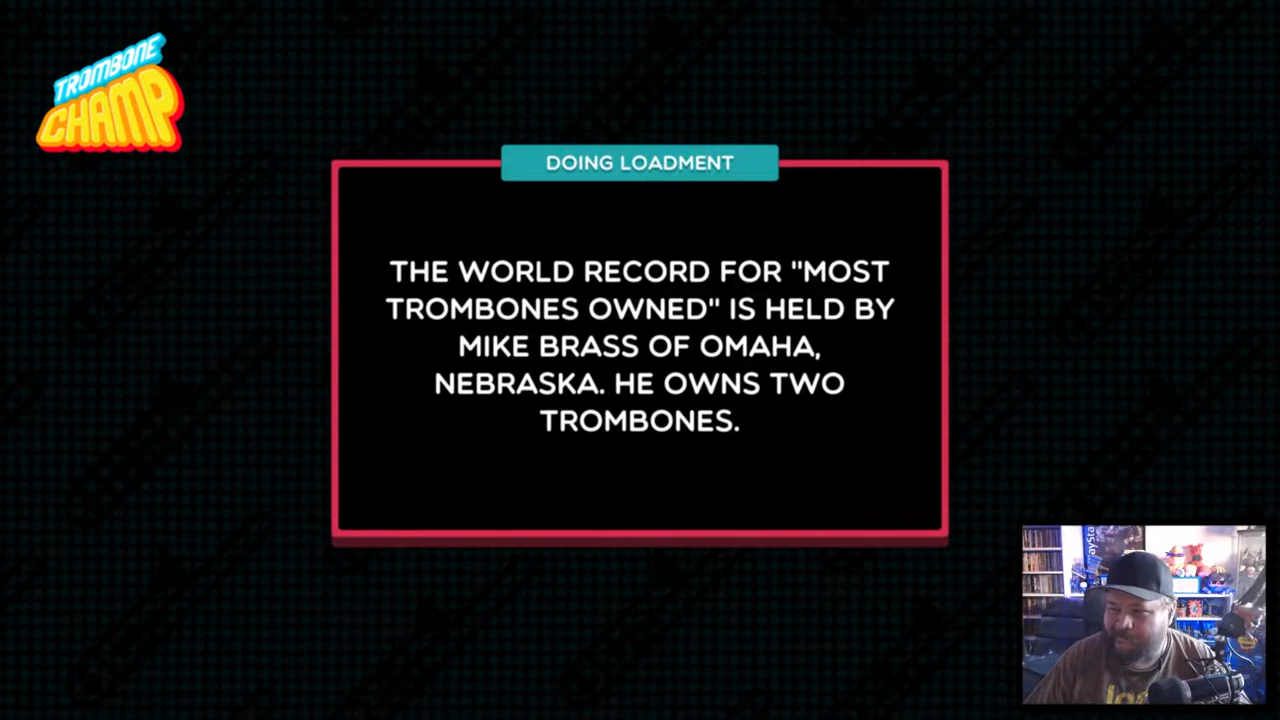 TROMBONE
CHAMP
DOING LOADMENT
THE WORLD RECORD FOR "MOST
TROMBONES OWNED" IS HELD BY
MIKE BRASS OF OMAHA,
NEBRASKA. HE OWNS TWO
TROMBONES.